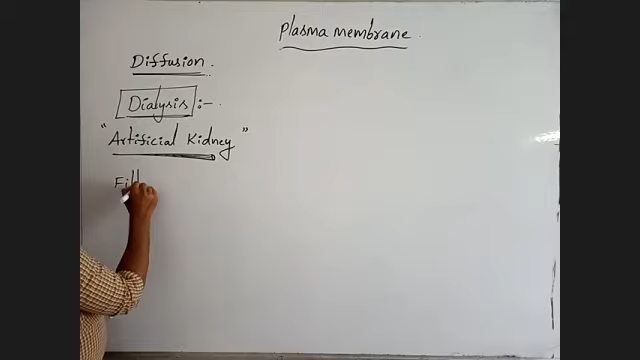 Plasma membrane.
Diffusion.
Dialysis :-
"Artificial Kidney"